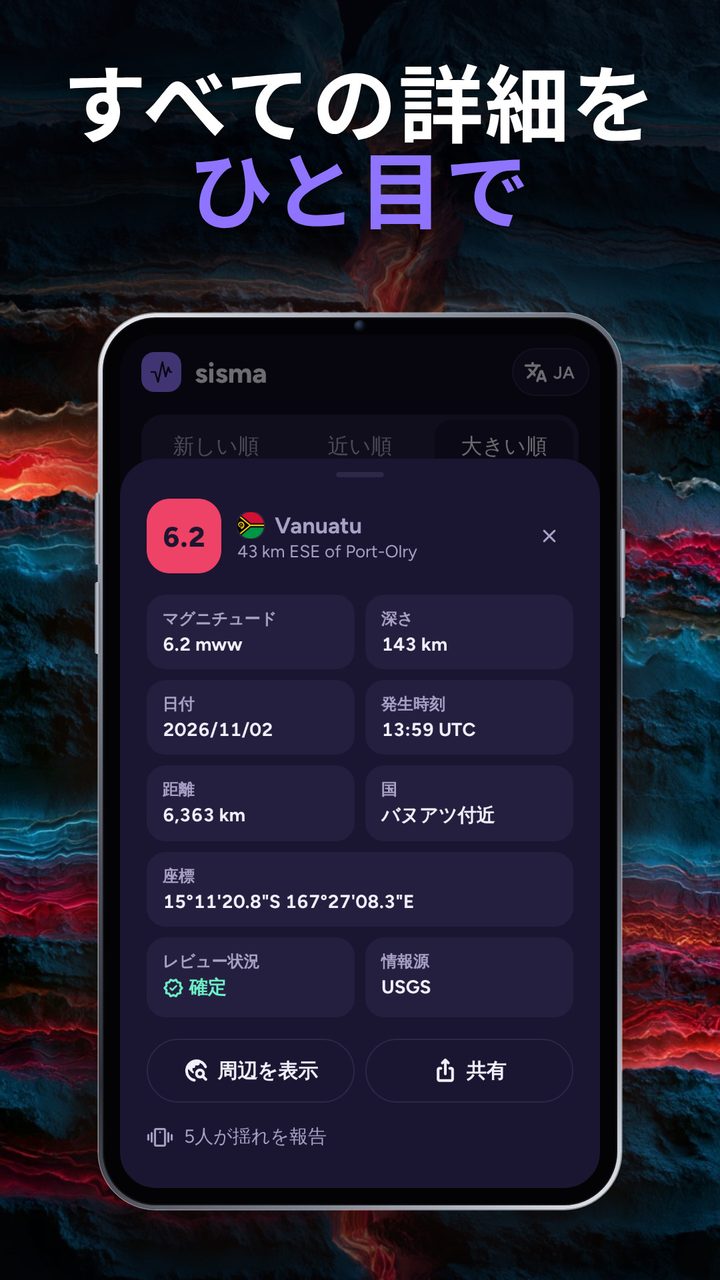 すべての詳細を
ひと目で
sisma
JA
新しい順 近い順 大きい順
6.2
Vanuatu
43 km ESE of Port-Olry
マグニチュード 深さ
6.2 mww 143 km
日付 発生時刻
2026/11/02 13:59 UTC
距離 国
6,363 km バヌアツ付近
座標
15°11'20.8"S 167°27'08.3"E
レビュー状況 情報源
確定 USGS
周辺を表示 共有
5人が揺れを報告